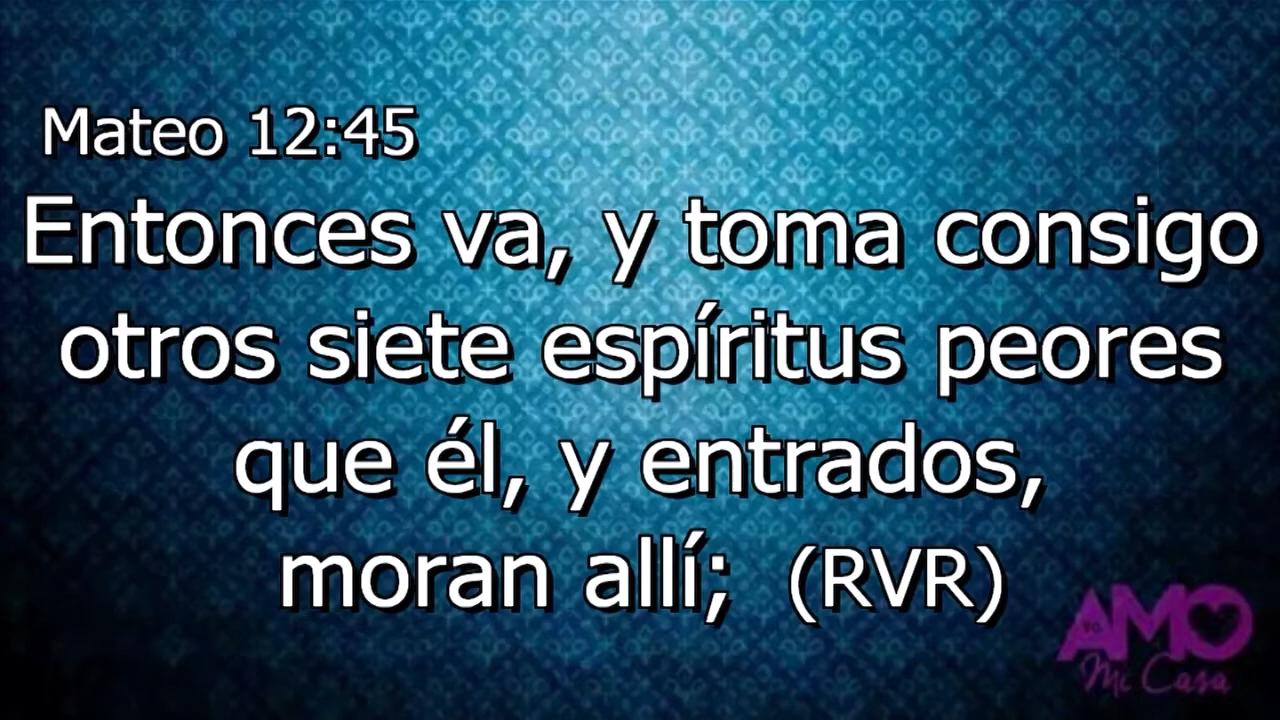 Mateo 12:45
Entonces va, y toma consigo
otros siete espíritus peores
que él, y entrados,
moran allí; (RVR)
YO
AMO
Mi Casa